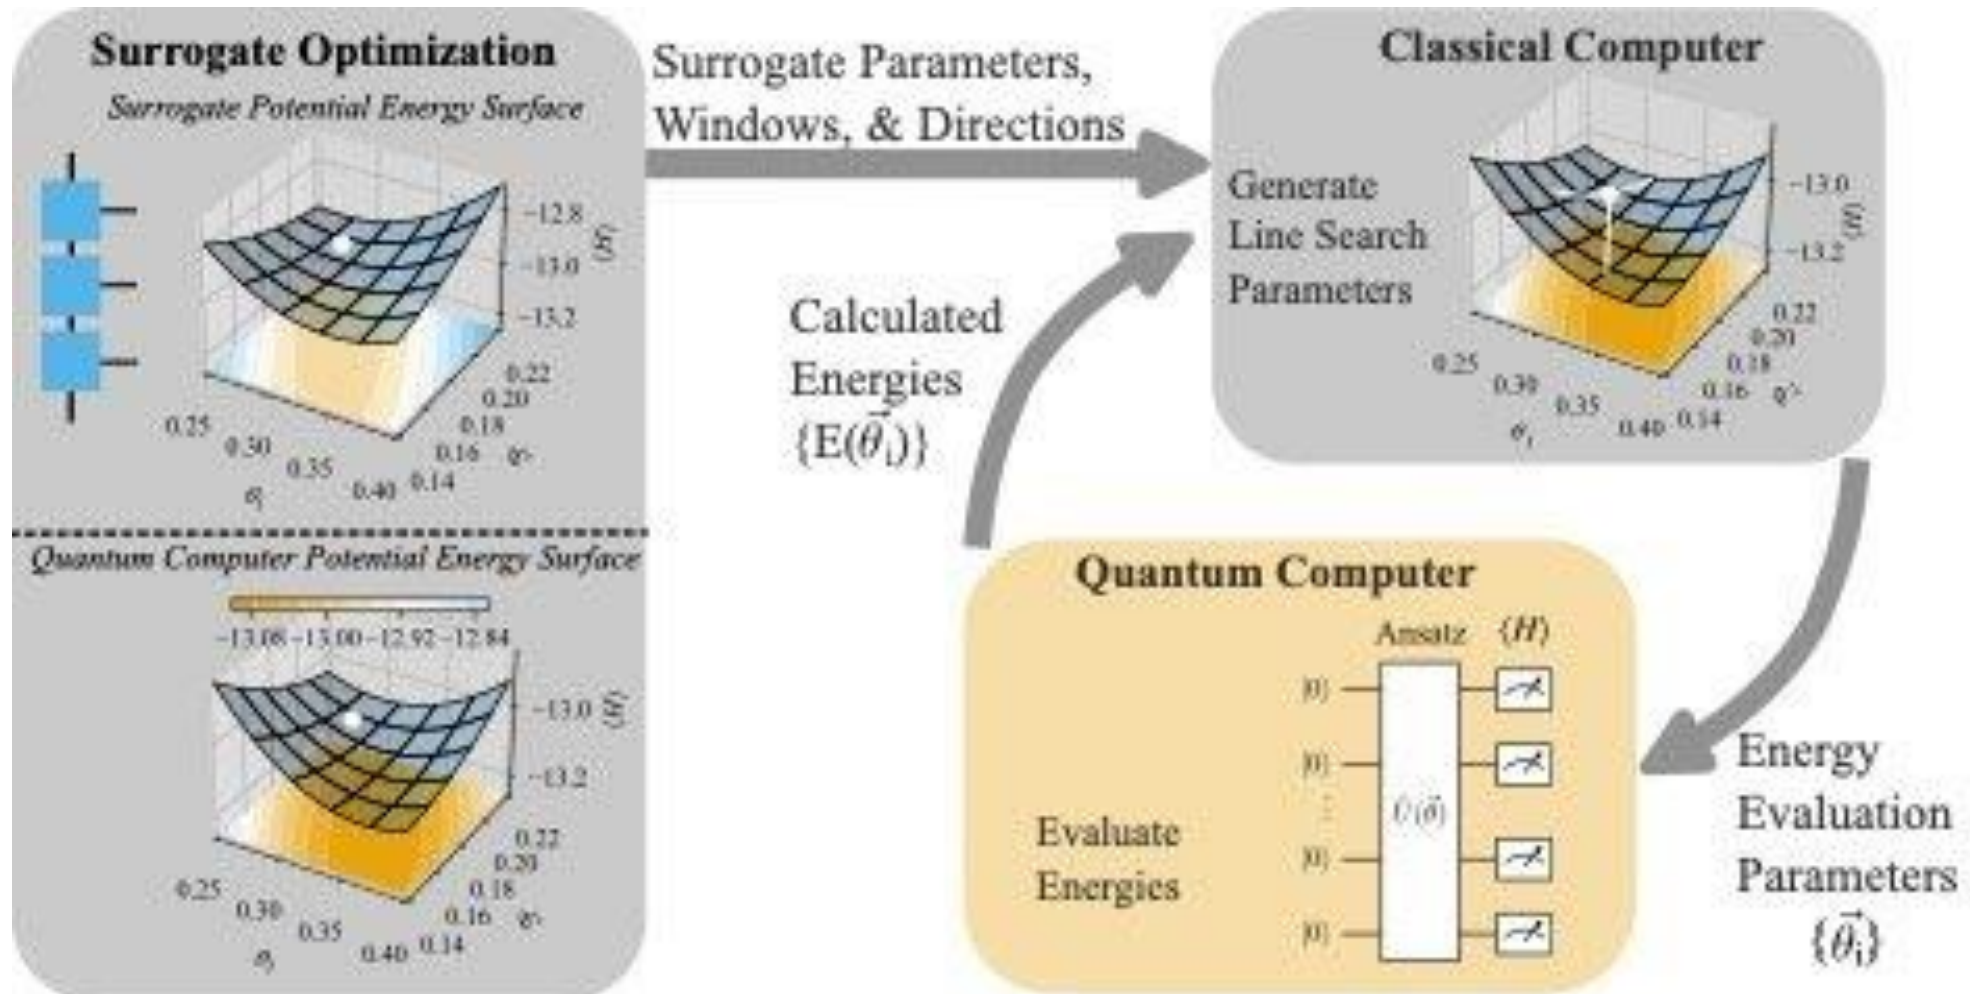 Surrogate Optimization
Surrogate Potential Energy Surface
−12.8
−13.0
−13.2
⟨H⟩
0.25
0.30
0.35
0.40
0.14
0.16
0.18
0.20
0.22
Quantum Computer Potential Energy Surface
−13.08 −13.00 −12.92 −12.84
−13.0
−13.2
⟨H⟩
0.25
0.30
0.35
0.40
0.14
0.16
0.18
0.20
0.22
Surrogate Parameters,
Windows, & Directions
Classical Computer
Generate
Line Search
Parameters
−13.0
−13.2
⟨H⟩
0.25
0.30
0.35
0.40
0.14
0.16
0.18
0.20
0.22
Calculated
Energies
{E(θ⃗ᵢ)}
Quantum Computer
Ansatz ⟨H⟩
|0⟩
|0⟩
⋮
|0⟩
|0⟩
Û(θ⃗)
Evaluate
Energies
Energy
Evaluation
Parameters
{θ⃗ᵢ}